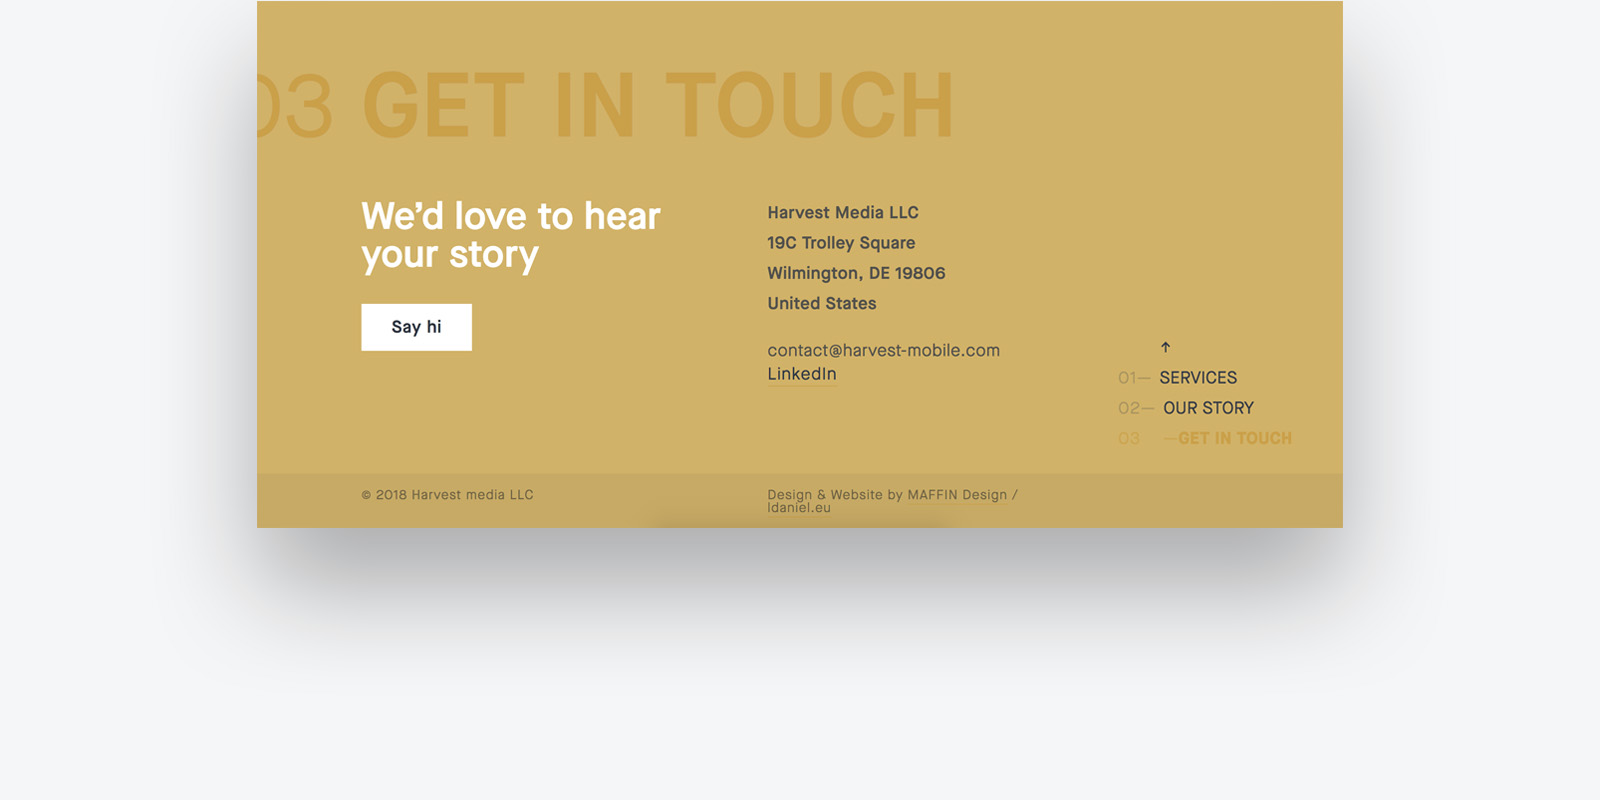 03 GET IN TOUCH
We’d love to hear
your story
Say hi
Harvest Media LLC
19C Trolley Square
Wilmington, DE 19806
United States
contact@harvest-mobile.com
LinkedIn
↑
01— SERVICES
02— OUR STORY
03 —GET IN TOUCH
© 2018 Harvest media LLC
Design & Website by MAFFIN Design /
ldaniel.eu